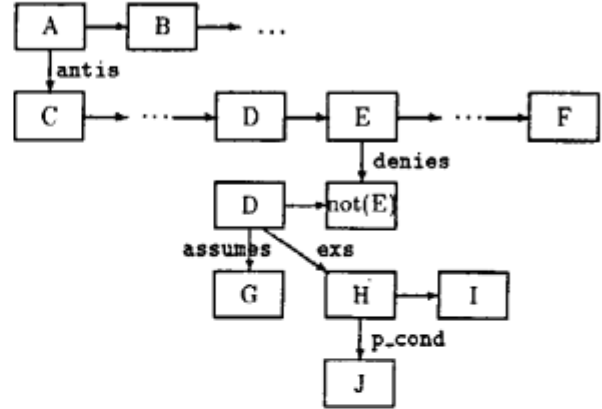 A B ...
antis
C ... D E ... F
denies
D not(E)
assumes exs
G H I
p_cond
J